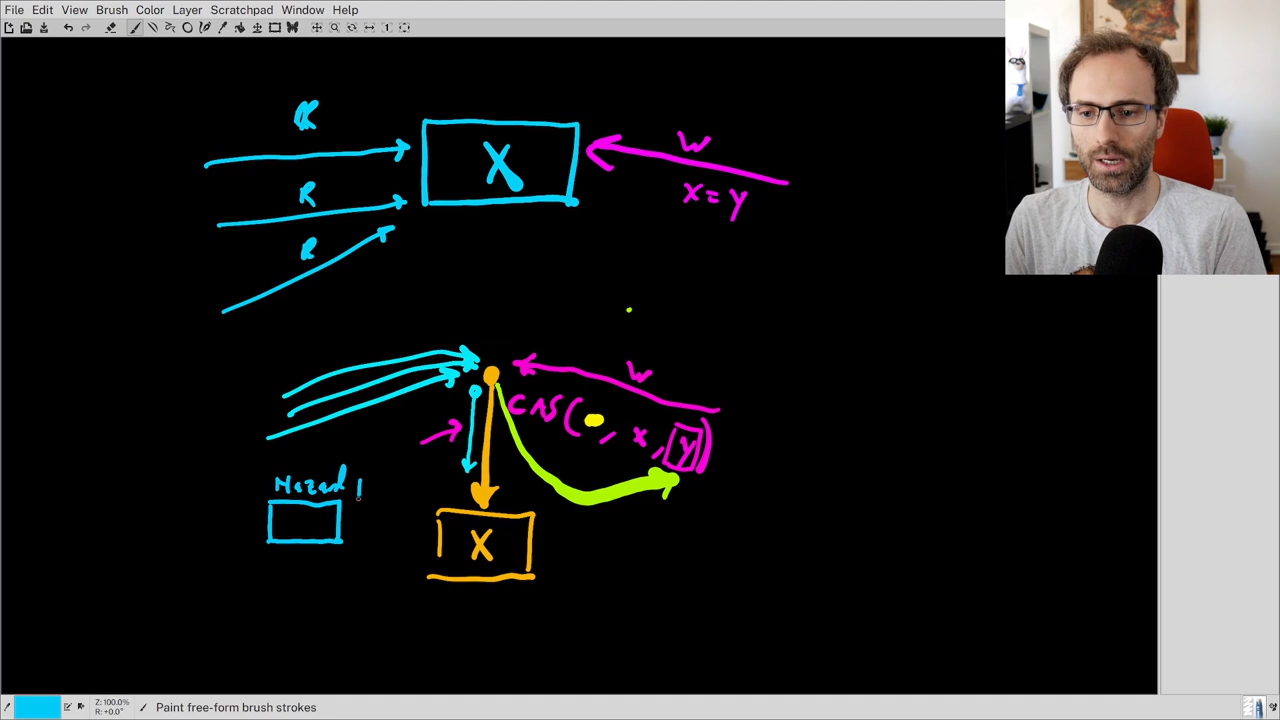 File Edit View Brush Color Layer Scratchpad Window Help
R
X
W
R
x = y
R
W
CAS( , x, y)
Hazard
X
Z: 100.0%
R: +0.0°
Paint free-form brush strokes